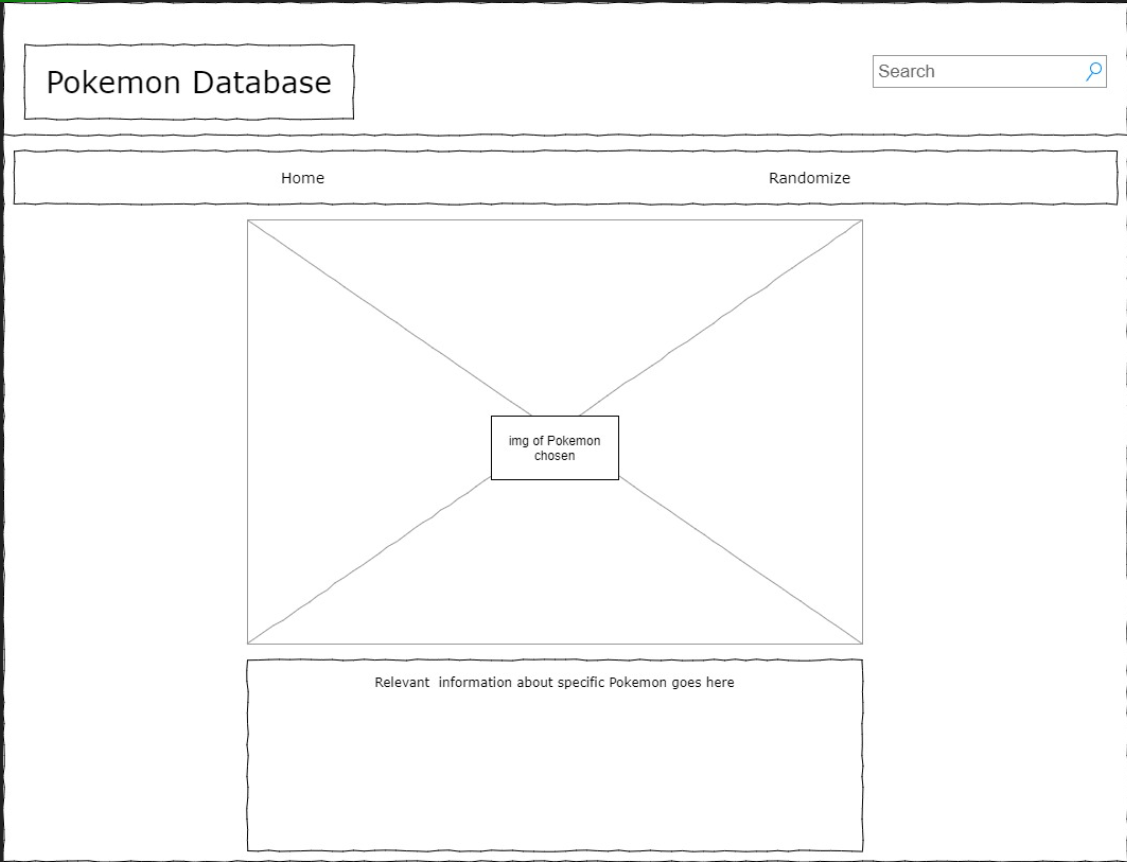 Pokemon Database
Search
Home
Randomize
img of Pokemon
chosen
Relevant  information about specific Pokemon goes here